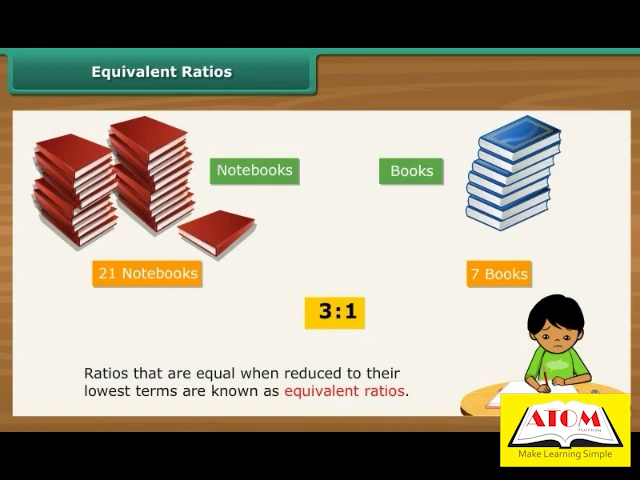 Equivalent Ratios
Notebooks
Books
21 Notebooks
7 Books
3:1
Ratios that are equal when reduced to their
lowest terms are known as equivalent ratios.
ATOM
TUITION
Make Learning Simple